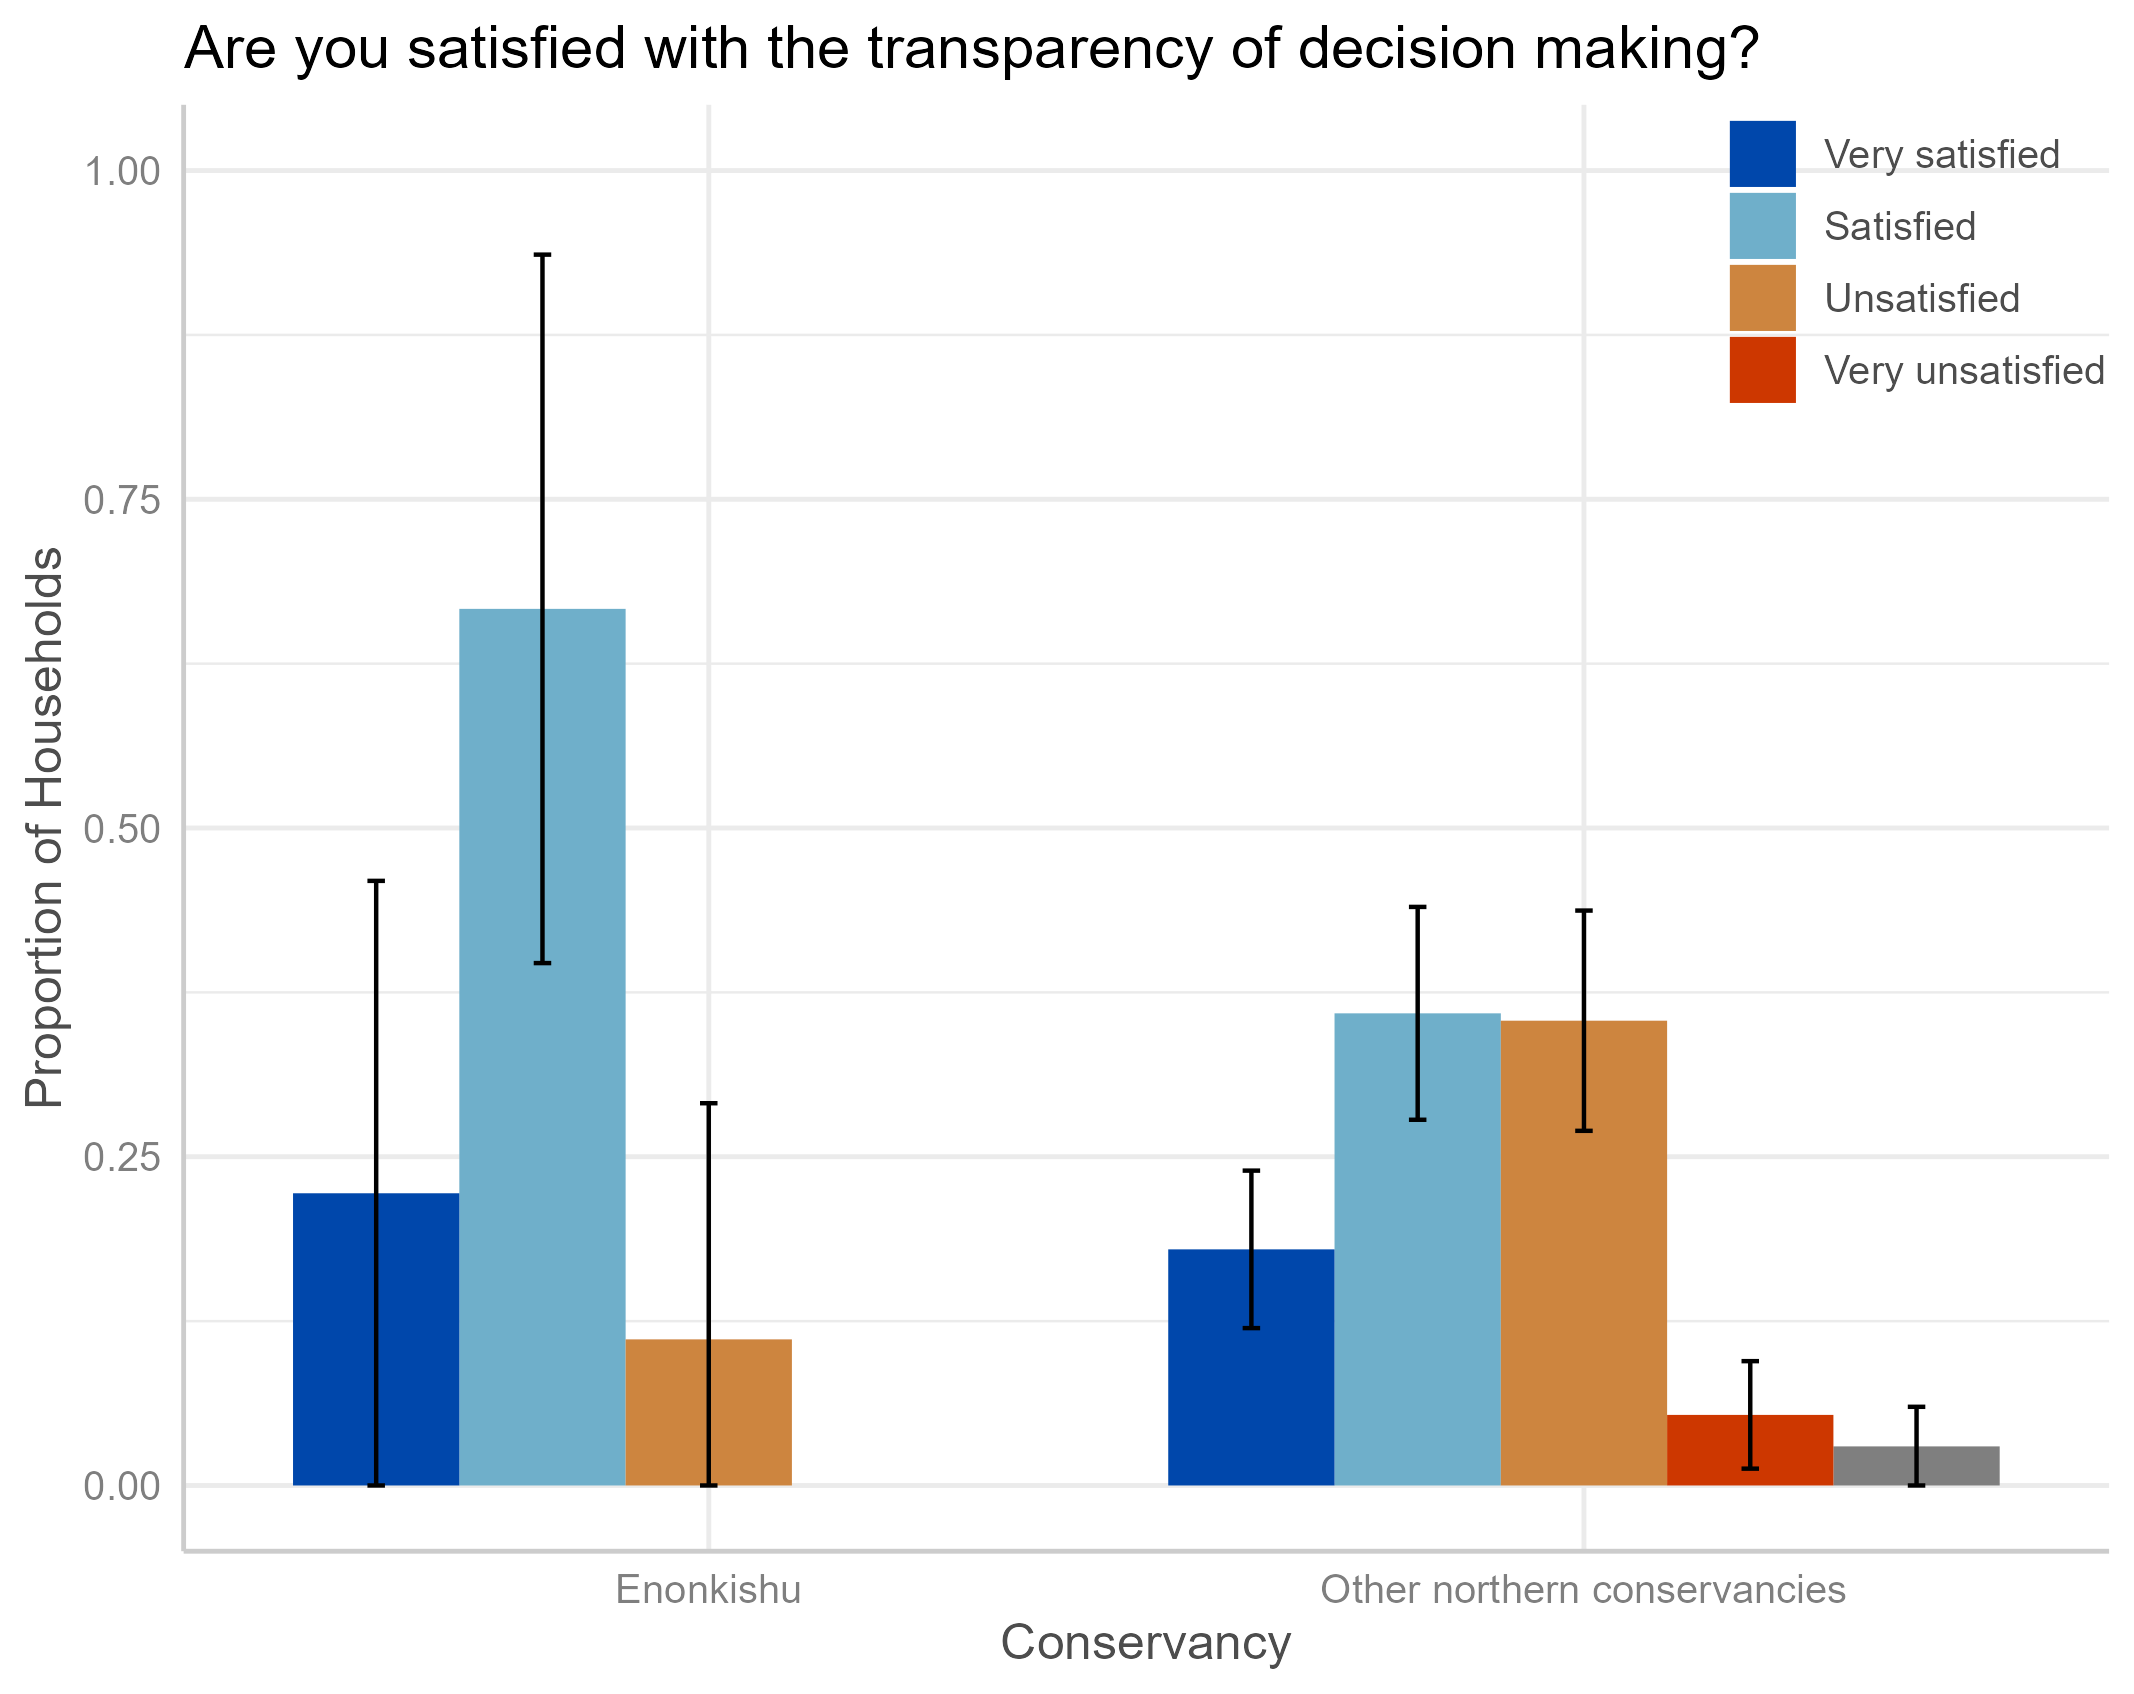 Are you satisfied with the transparency of decision making?
Very satisfied
Satisfied
Unsatisfied
Very unsatisfied
1.00
0.75
0.50
0.25
0.00
Proportion of Households
Enonkishu
Other northern conservancies
Conservancy